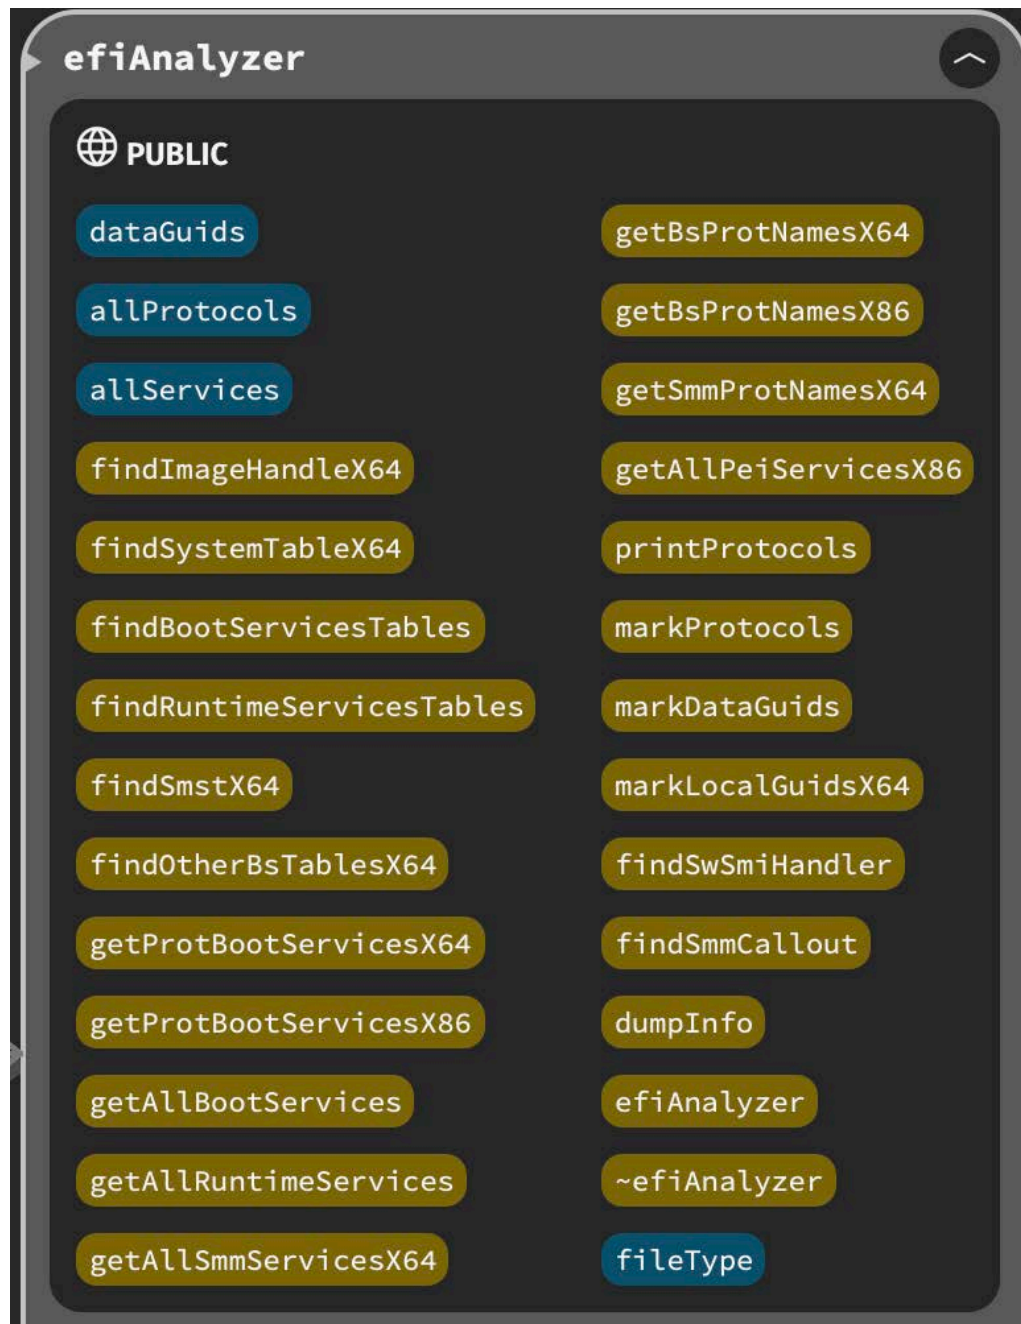 efiAnalyzer
PUBLIC
dataGuids
allProtocols
allServices
findImageHandleX64
findSystemTableX64
findBootServicesTables
findRuntimeServicesTables
findSmstX64
findOtherBsTablesX64
getProtBootServicesX64
getProtBootServicesX86
getAllBootServices
getAllRuntimeServices
getAllSmmServicesX64
getBsProtNamesX64
getBsProtNamesX86
getSmmProtNamesX64
getAllPeiServicesX86
printProtocols
markProtocols
markDataGuids
markLocalGuidsX64
findSwSmiHandler
findSmmCallout
dumpInfo
efiAnalyzer
~efiAnalyzer
fileType